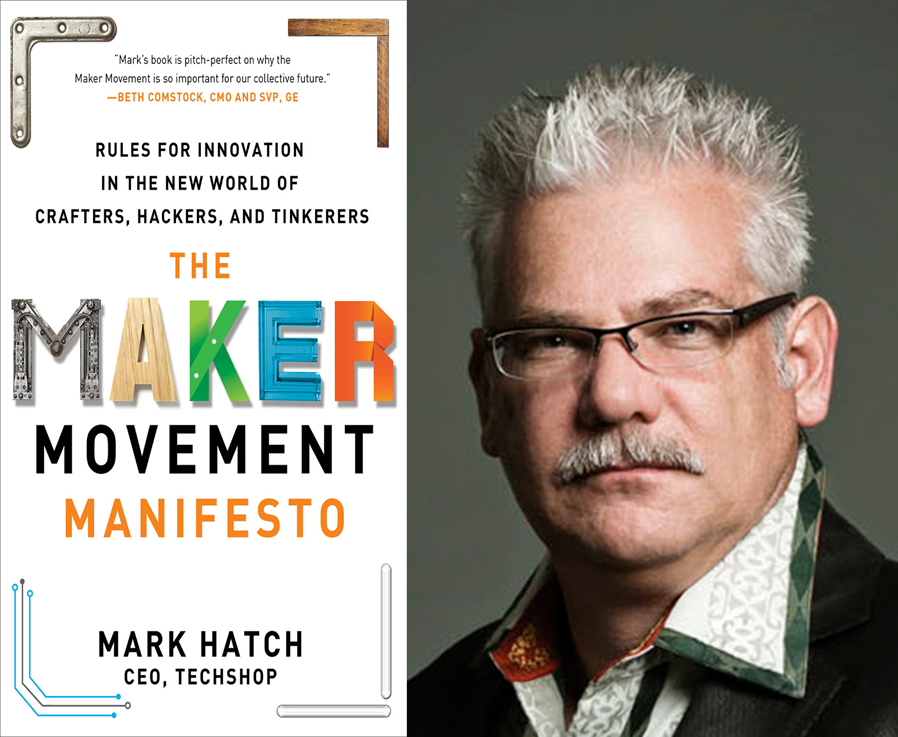 “Mark’s book is pitch-perfect on why the
Maker Movement is so important for our collective future.”
—BETH COMSTOCK, CMO AND SVP, GE
RULES FOR INNOVATION
IN THE NEW WORLD OF
CRAFTERS, HACKERS, AND TINKERERS
THE
MAKER
MOVEMENT
MANIFESTO
MARK HATCH
CEO, TECHSHOP